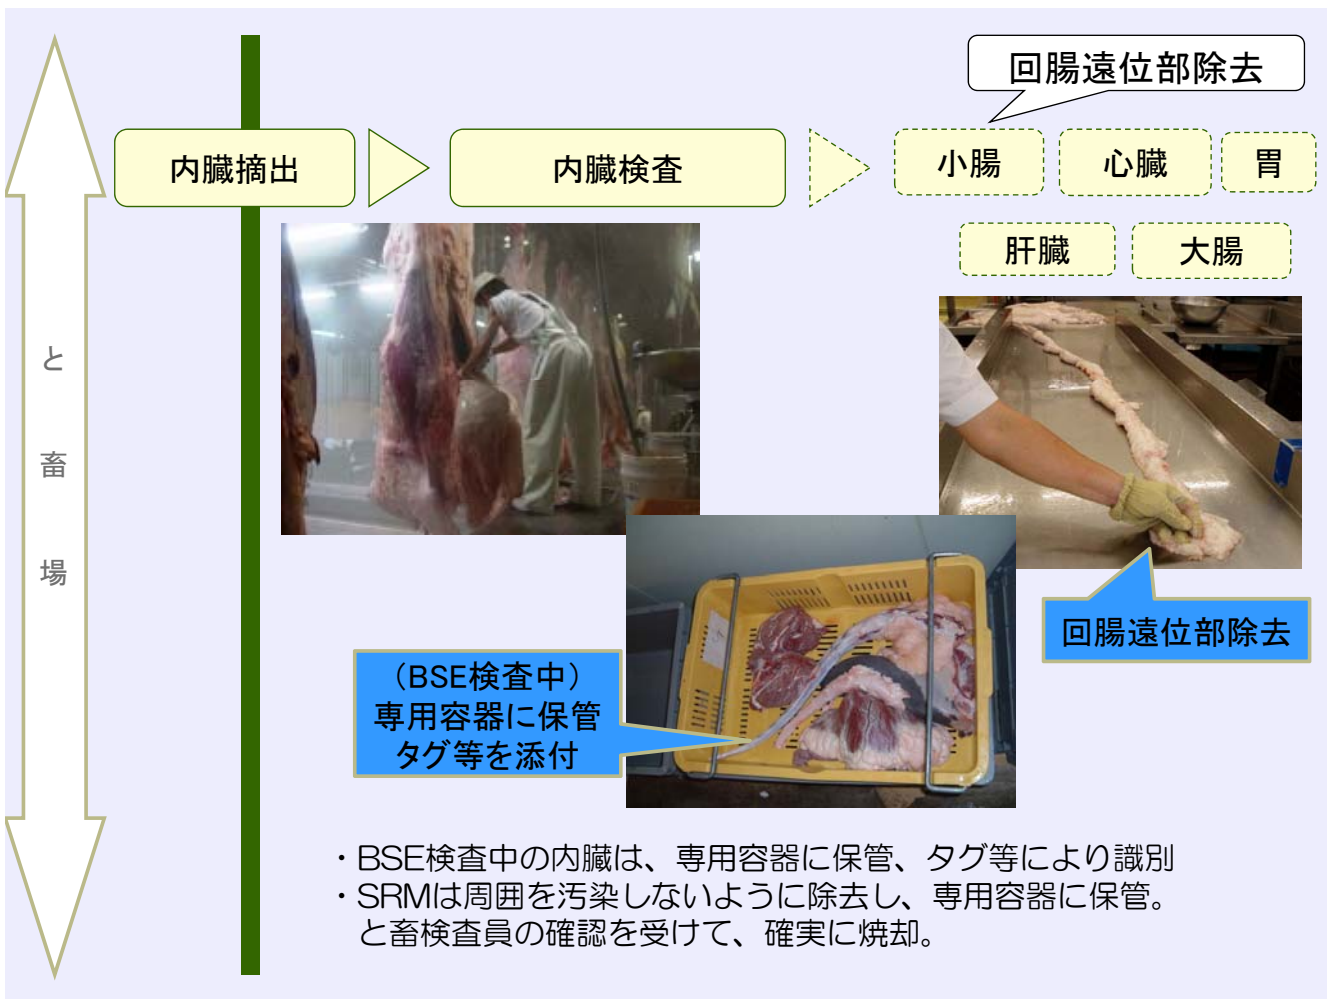 回腸遠位部除去
内臓摘出
内臓検査
小腸
心臓
胃
肝臓
大腸
と
畜
場
回腸遠位部除去
（BSE検査中）
専用容器に保管
タグ等を添付
・BSE検査中の内臓は、専用容器に保管、タグ等により識別
・SRMは周囲を汚染しないように除去し、専用容器に保管。
と畜検査員の確認を受けて、確実に焼却。